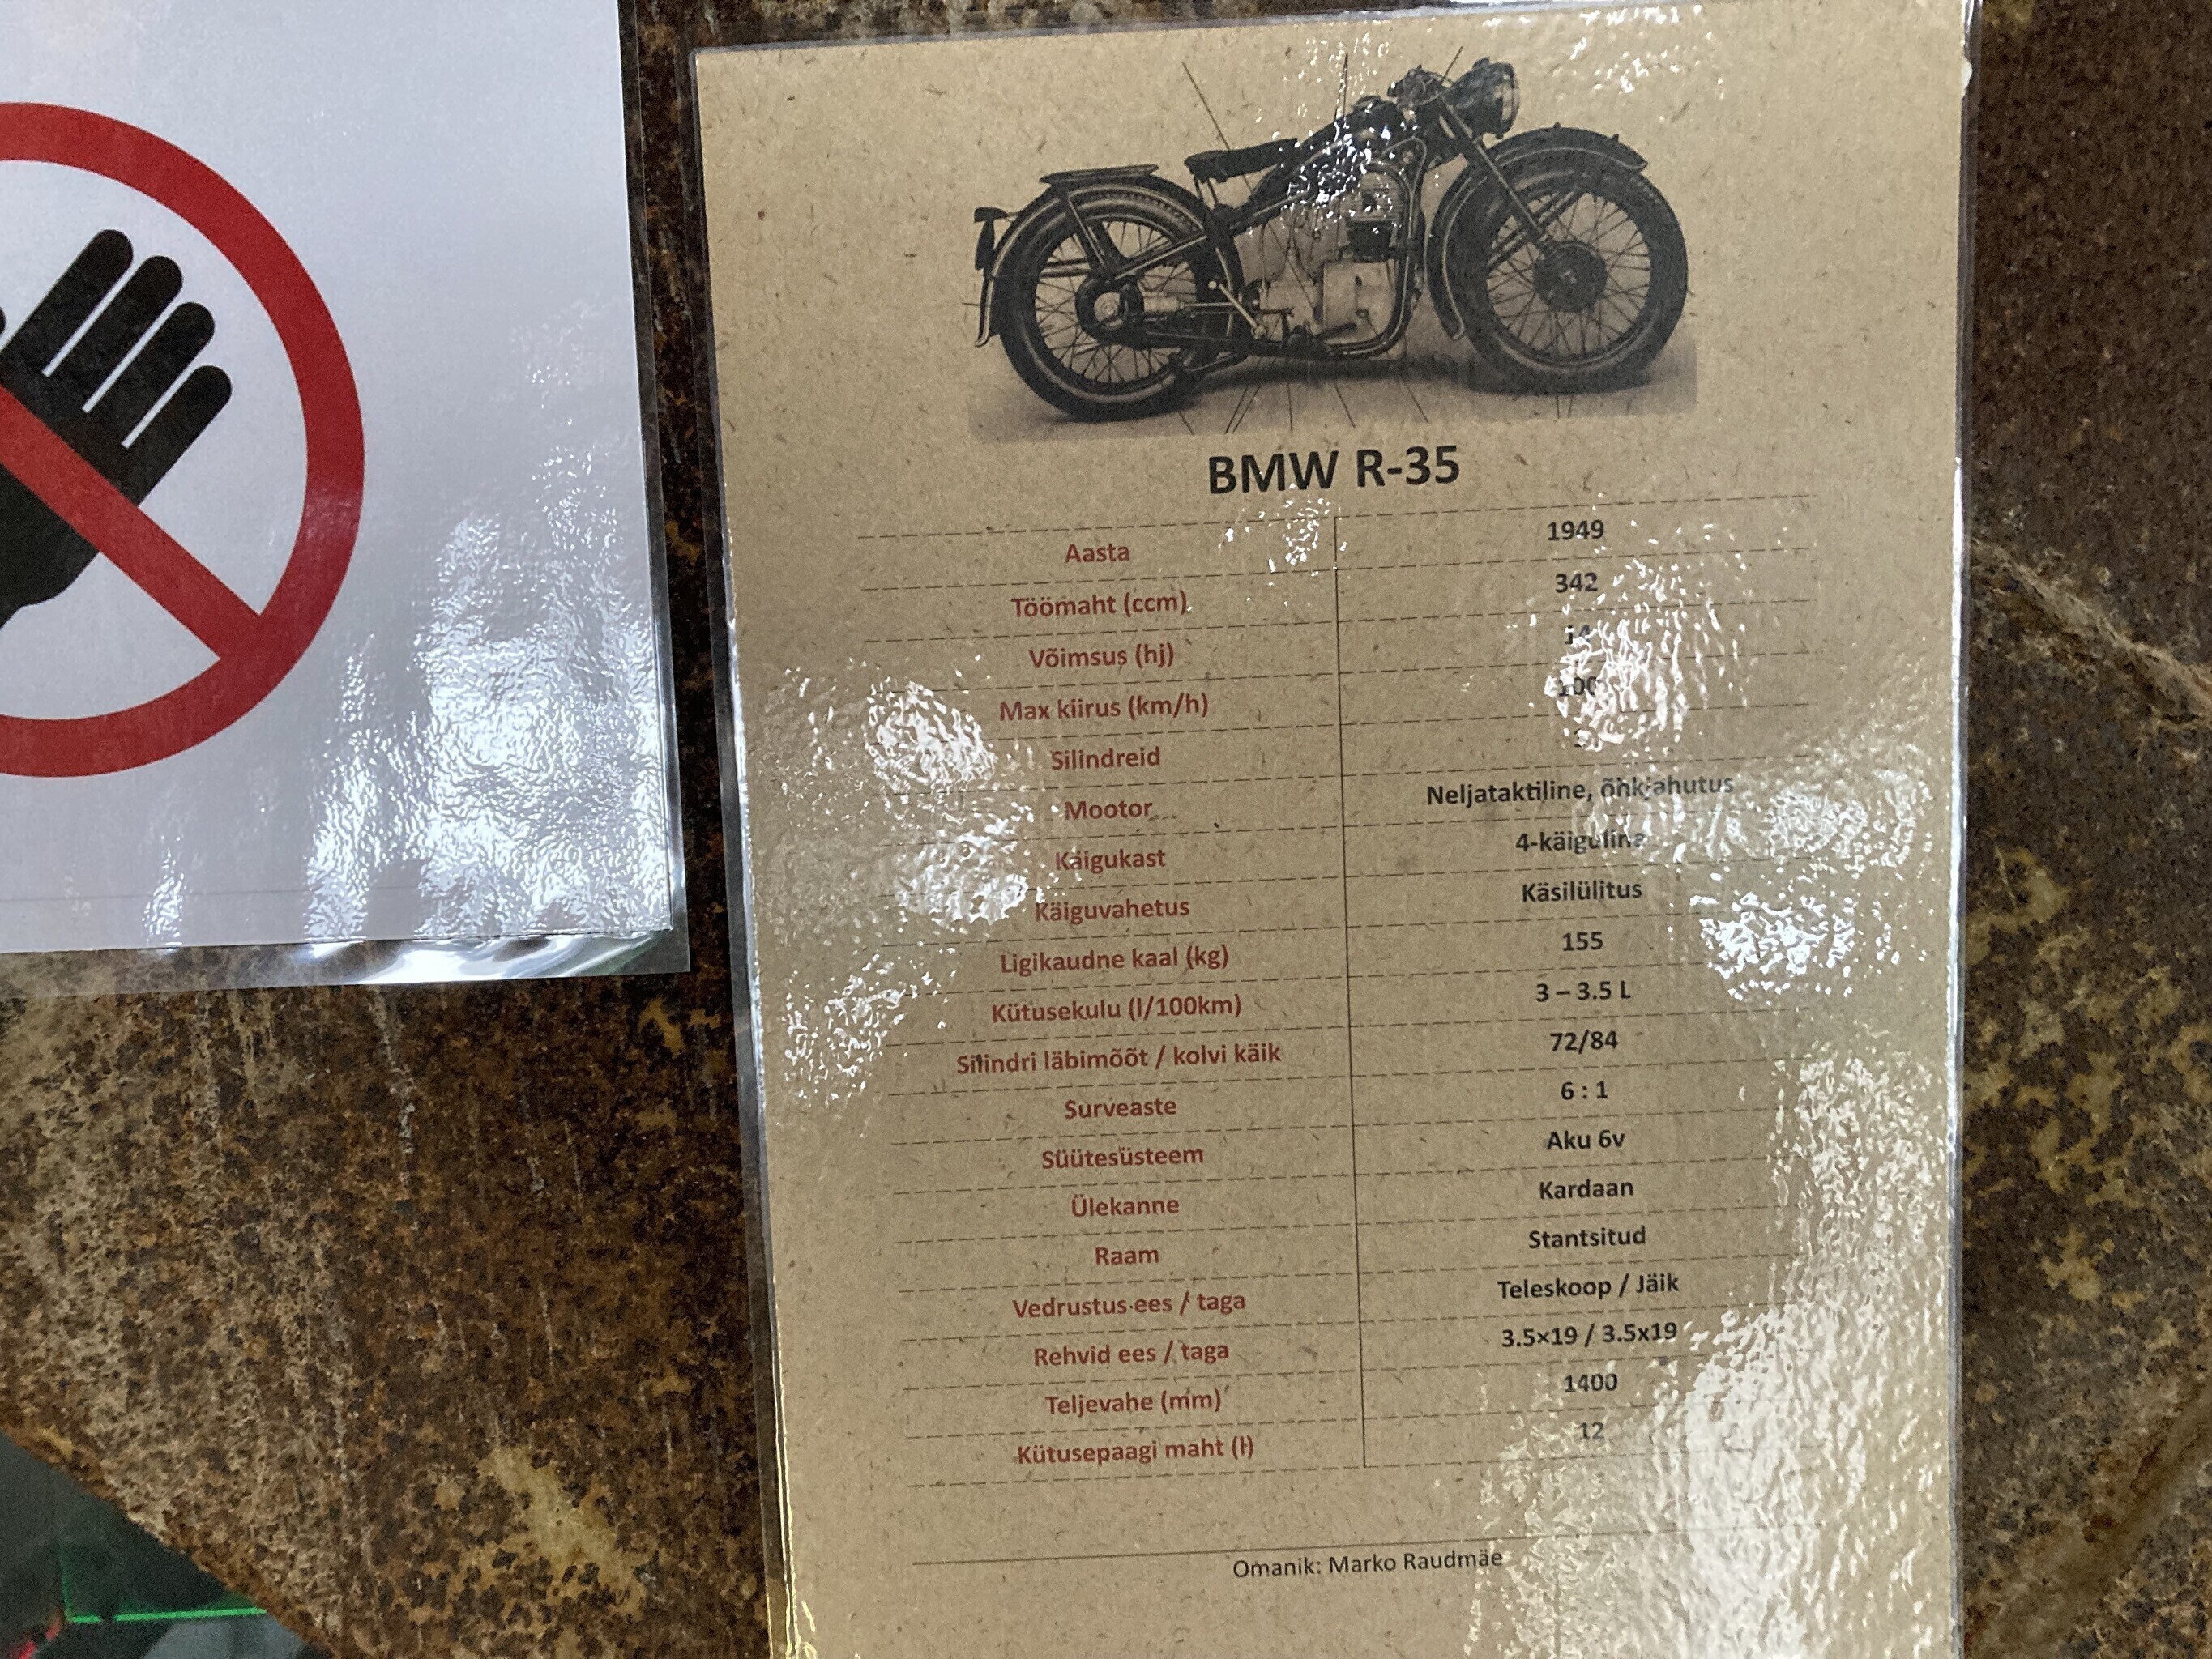 BMW R-35
Aasta 1949
Töömaht (ccm) 342
Võimsus (hj) 14
Max kiirus (km/h) 100
Silindreid
Mootor Neljataktiline, õhkjahutus
Käigukast 4-käiguline
Käiguvahetus Käsilülitus
Ligikaudne kaal (kg) 155
Kütusekulu (l/100km) 3 – 3.5 L
Silindri läbimõõt / kolvi käik 72/84
Surveaste 6 : 1
Süütesüsteem Aku 6v
Ülekanne Kardaan
Raam Stantsitud
Vedrustus ees / taga Teleskoop / Jäik
Rehvid ees / taga 3.5×19 / 3.5x19
Teljevahe (mm) 1400
Kütusepaagi maht (l) 12
Omanik: Marko Raudmäe